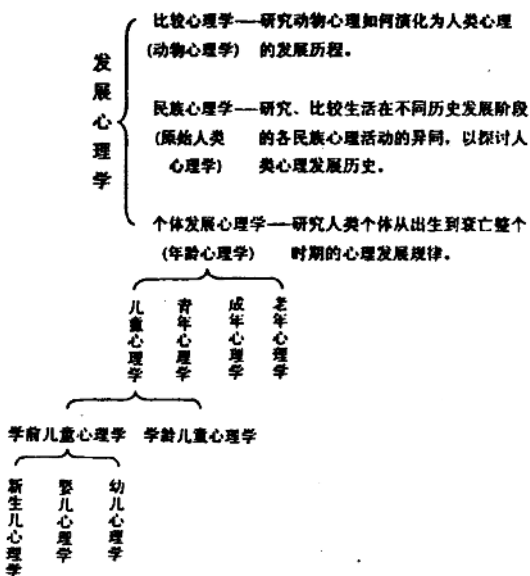 发展心理学
比较心理学——研究动物心理如何演化为人类心理
(动物心理学) 的发展历程。
民族心理学——研究、比较生活在不同历史发展阶段
(原始人类 的各民族心理活动的异同，以探讨人
心理学) 类心理发展历史。
个体发展心理学——研究人类个体从出生到衰亡整个
(年龄心理学) 时期的心理发展规律。
儿童心理学
青年心理学
成年心理学
老年心理学
学前儿童心理学 学龄儿童心理学
新生儿心理学
婴儿心理学
幼儿心理学